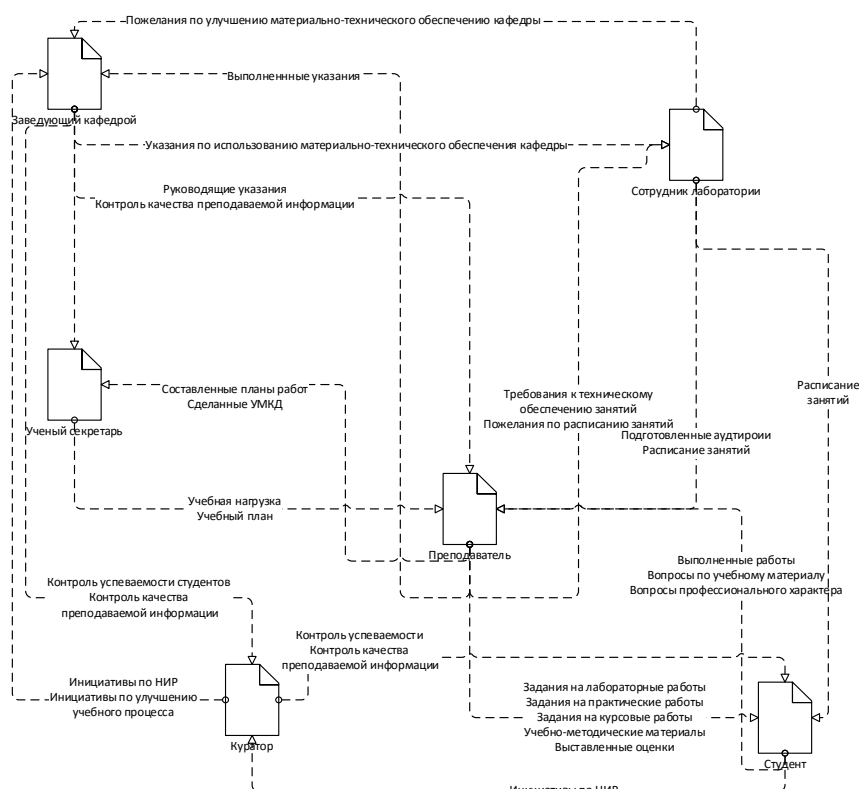 Пожелания по улучшению материально-технического обеспечению кафедры
Выполненнные указания
Заведующий кафедрой
Указания по использованию материально-технического обеспечения кафедры
Сотрудник лаборатории
Руководящие указания
Контроль качества преподаваемой информации
Составленные планы работ
Сделанные УМКД
Ученый секретарь
Требования к техническому
обеспечению занятий
Пожелания по расписанию занятий
Расписание
занятий
Подготовленные аудтироии
Расписание занятий
Учебная нагрузка
Учебный план
Преподаватель
Выполненные работы
Вопросы по учебному материалу
Вопросы профессионального характера
Контроль успеваемости студентов
Контроль качества
преподаваемой информации
Контроль успеваемости
Контроль качества
преподаваемой информации
Инициативы по НИР
Инициативы по улучшению
учебного процесса
Куратор
Задания на лабораторные работы
Задания на практические работы
Задания на курсовые работы
Учебно-методические материалы
Выставленные оценки
Студент
Инициативы по НИР